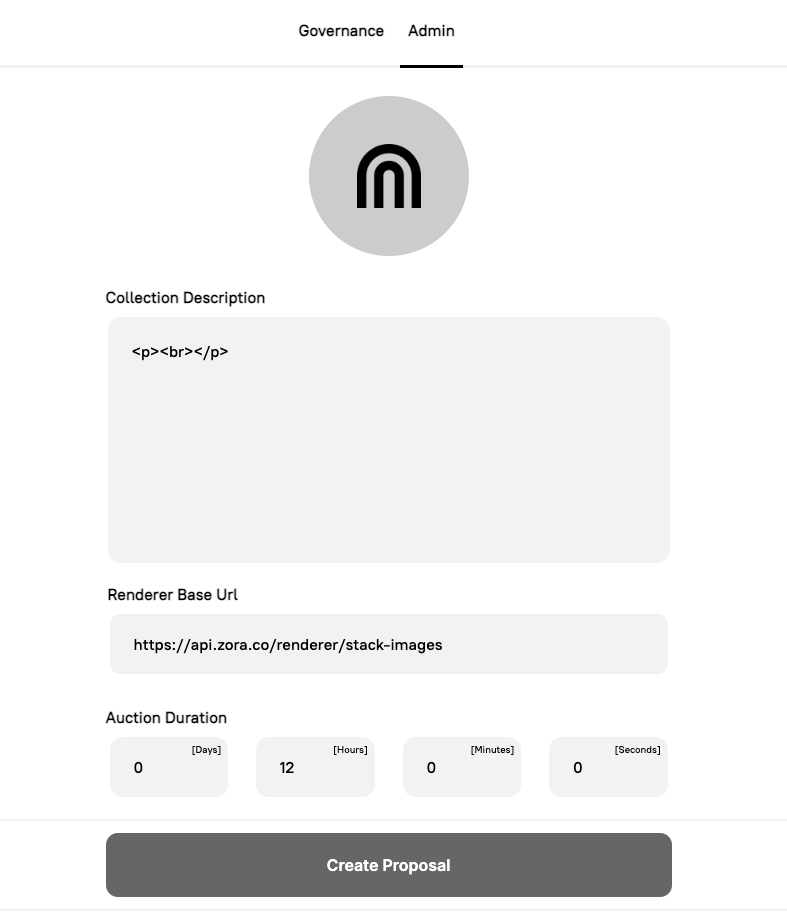 Governance Admin
Collection Description
<p><br></p>
Renderer Base Url
https://api.zora.co/renderer/stack-images
Auction Duration
[Days] [Hours] [Minutes] [Seconds]
0 12 0 0
Create Proposal